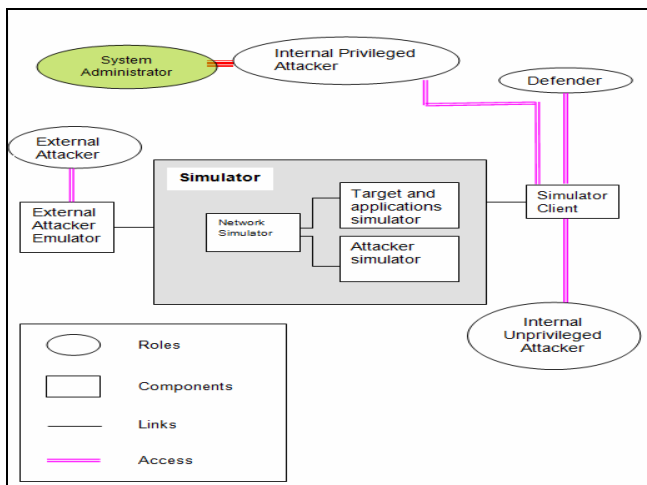 System
Administrator
Internal Privileged
Attacker
Defender
External
Attacker
Simulator
External
Attacker
Emulator
Network
Simulator
Target and
applications
simulator
Attacker
simulator
Simulator
Client
Internal
Unprivileged
Attacker
Roles
Components
Links
Access